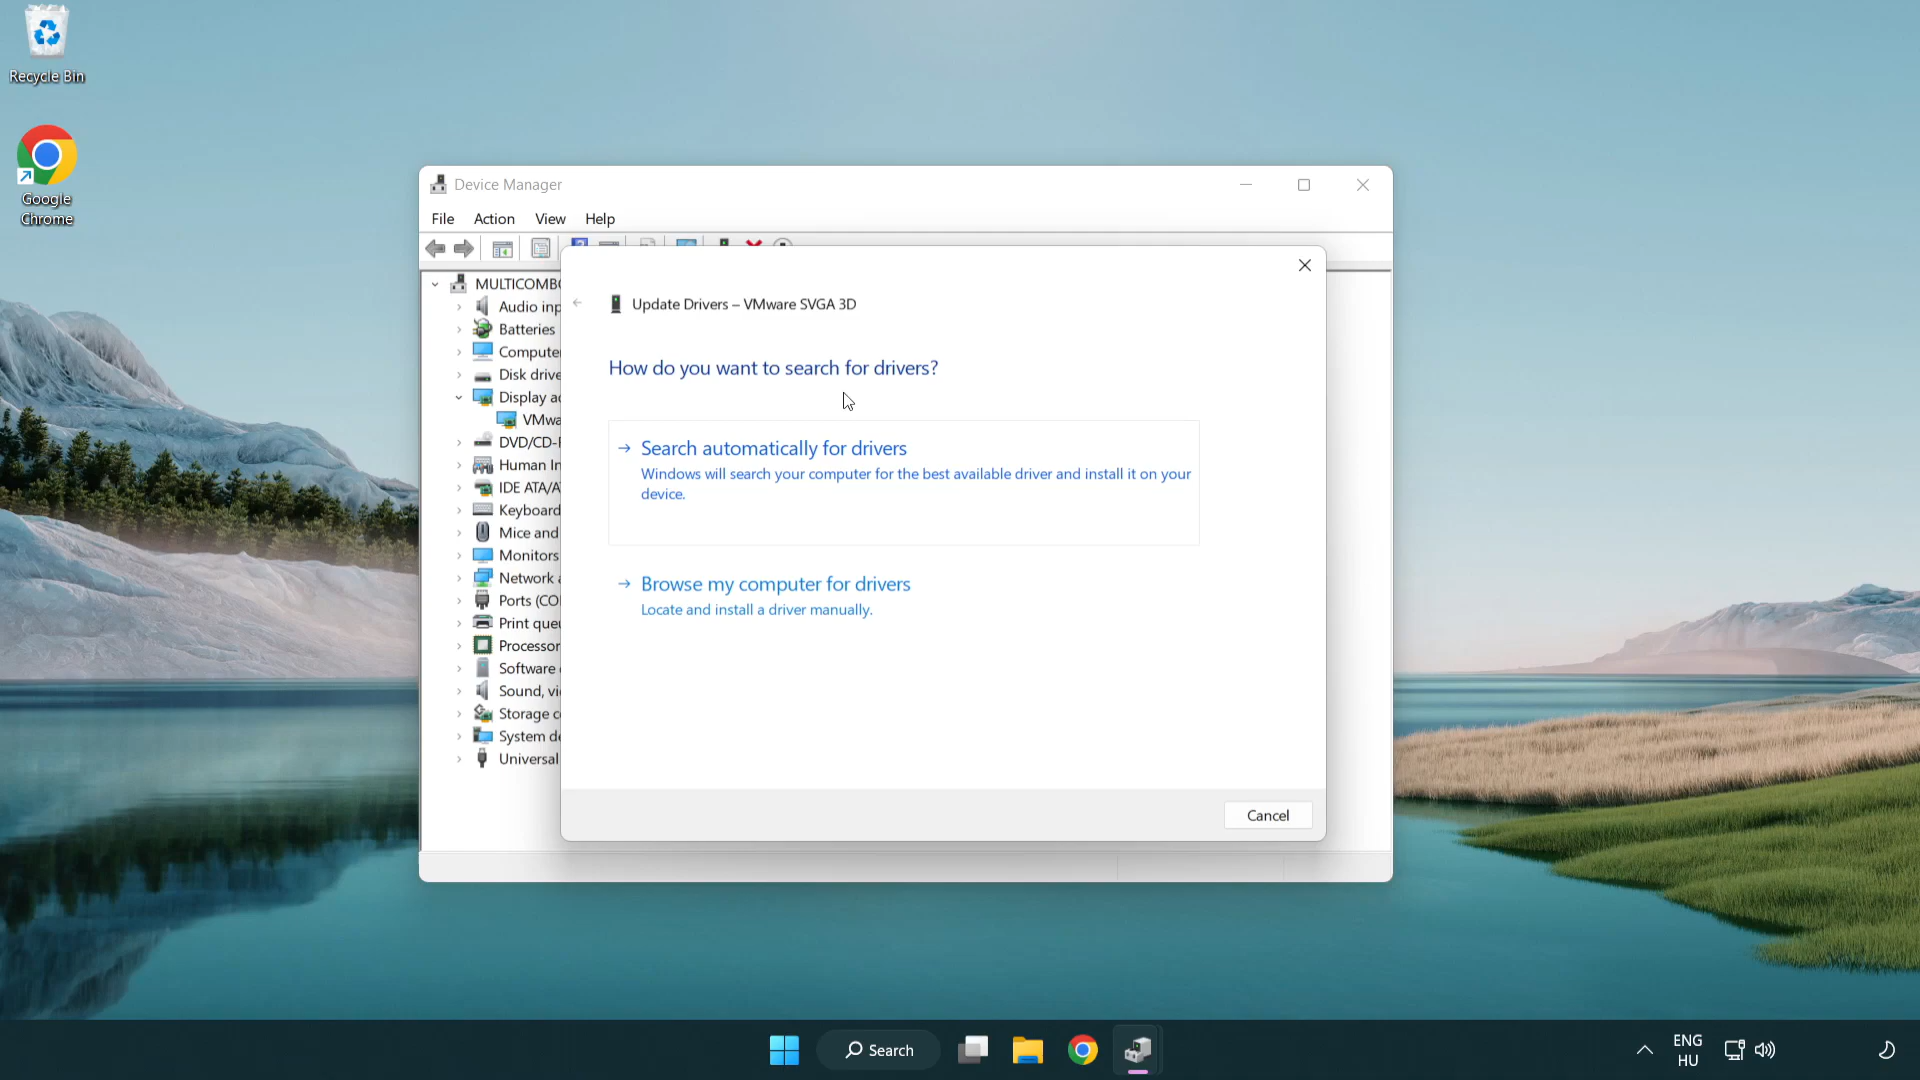 Recycle Bin
Google
Chrome
Device Manager
File Action View Help
MULTICOMBO
Audio inp
Batteries
Compute
Disk drive
Display a
VMwa
DVD/CD-
Human In
IDE ATA/A
Keyboard
Mice and
Monitors
Network
Ports (CO
Print que
Processor
Software
Sound, vi
Storage c
System de
Universal
Update Drivers – VMware SVGA 3D
How do you want to search for drivers?
Search automatically for drivers
Windows will search your computer for the best available driver and install it on your
device.
Browse my computer for drivers
Locate and install a driver manually.
Cancel
Search
ENG
HU